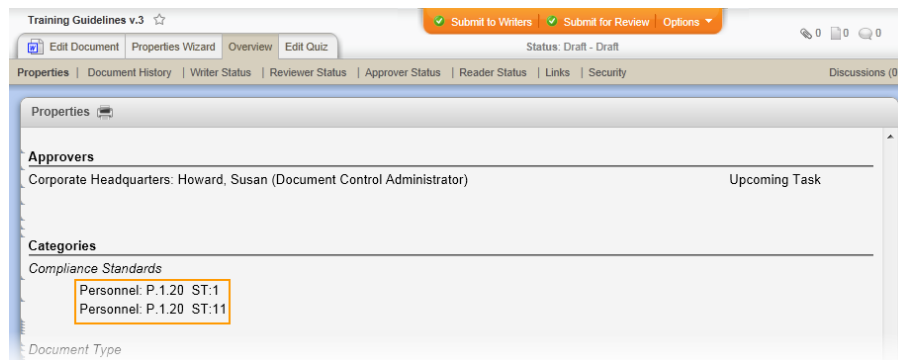 Training Guidelines v.3
Submit to Writers Submit for Review Options
0 0 0
Edit Document Properties Wizard Overview Edit Quiz Status: Draft - Draft
Properties | Document History | Writer Status | Reviewer Status | Approver Status | Reader Status | Links | Security Discussions (0
Properties
Approvers
Corporate Headquarters: Howard, Susan (Document Control Administrator) Upcoming Task
Categories
Compliance Standards
Personnel: P.1.20 ST:1
Personnel: P.1.20 ST:11
Document Type